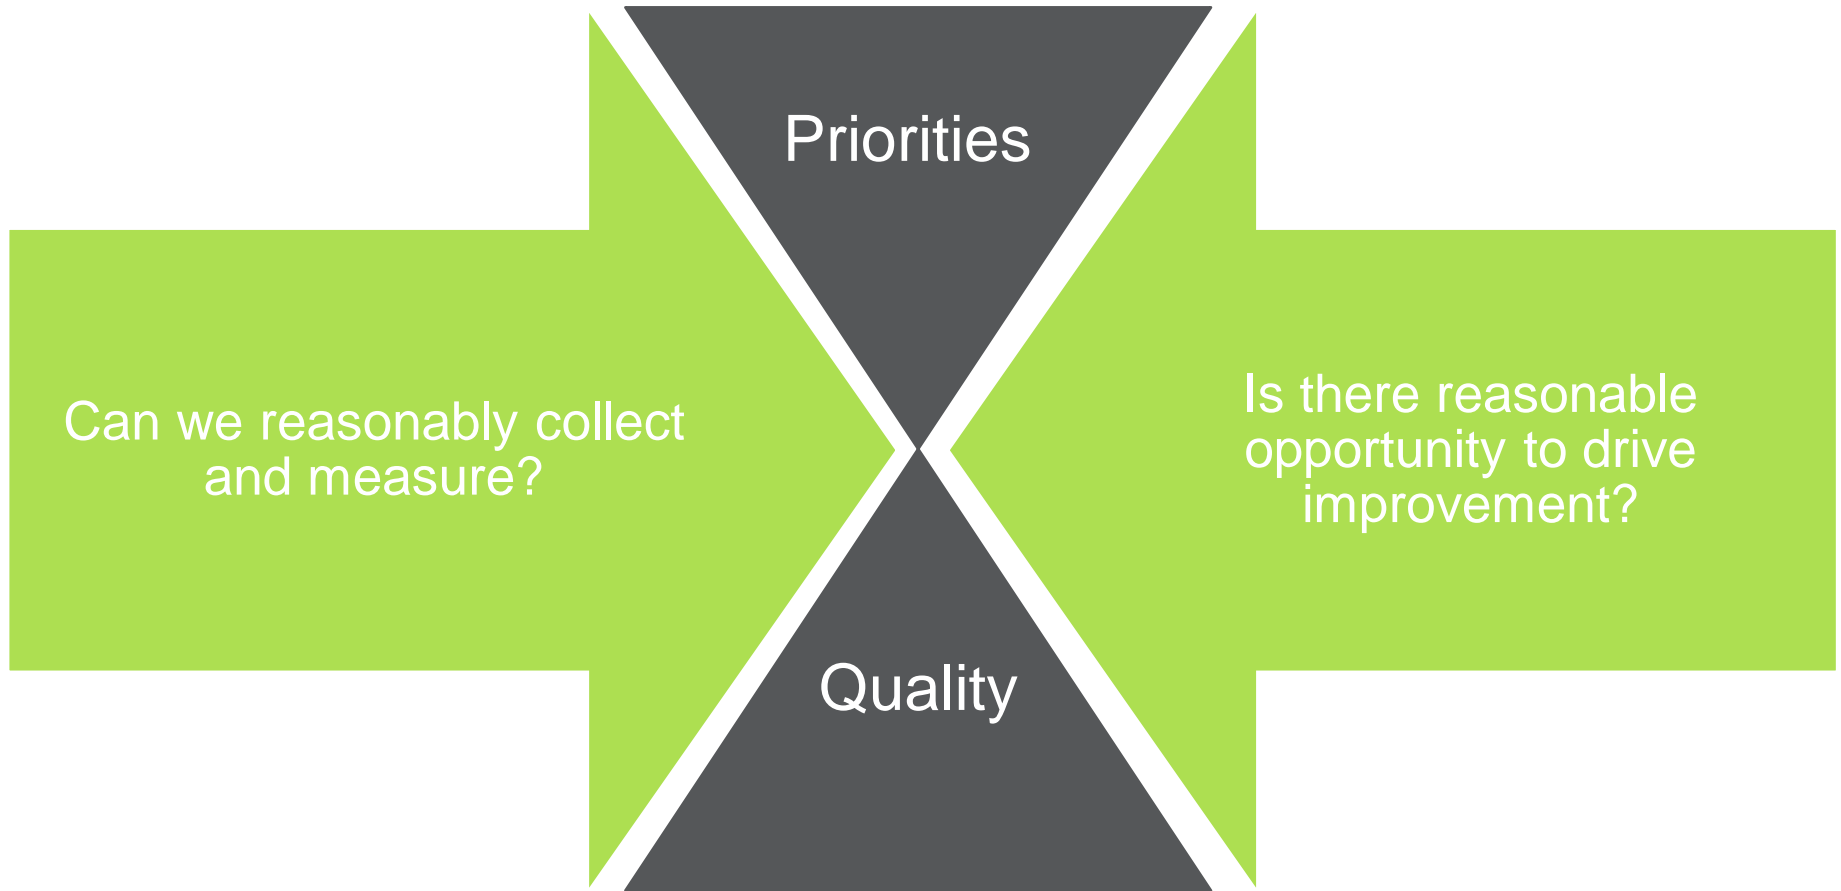 Priorities
Can we reasonably collect
and measure?
Is there reasonable
opportunity to drive
improvement?
Quality